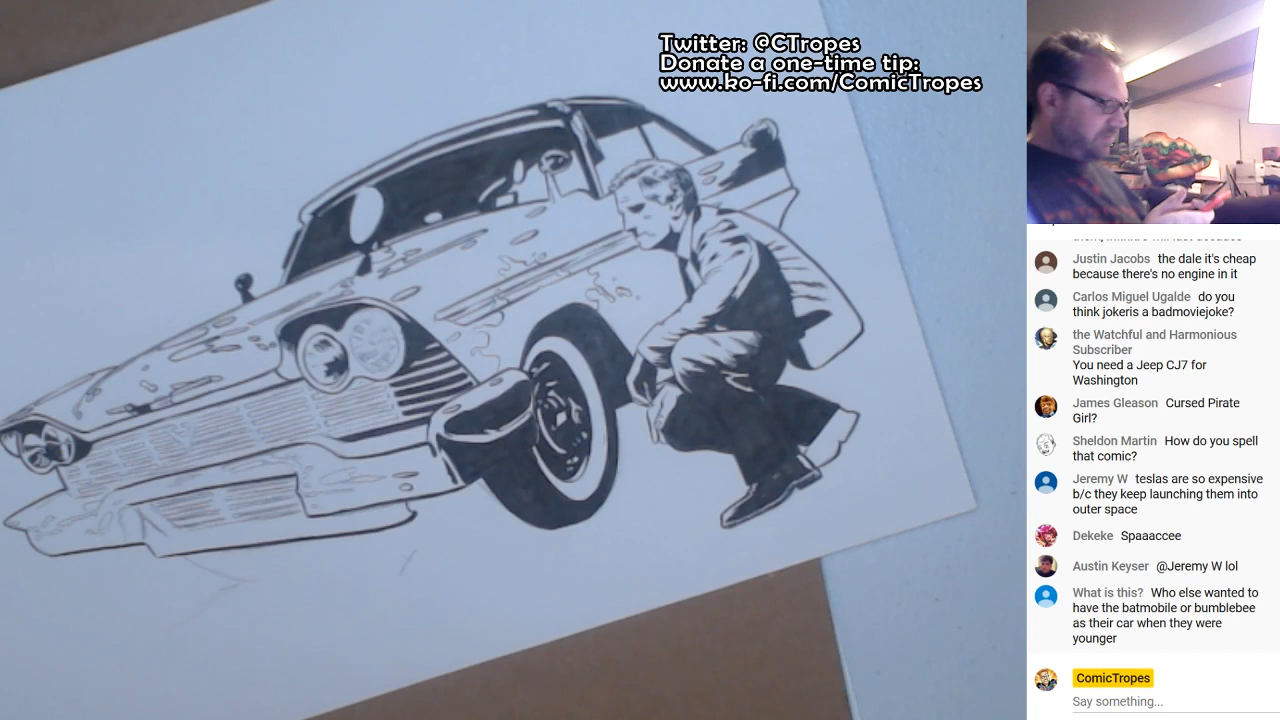 Twitter: @CTropes
Donate a one-time tip:
www.ko-fi.com/ComicTropes
Justin Jacobs the dale it's cheap
because there's no engine in it
Carlos Miguel Ugalde do you
think jokeris a badmoviejoke?
the Watchful and Harmonious
Subscriber
You need a Jeep CJ7 for
Washington
James Gleason Cursed Pirate
Girl?
Sheldon Martin How do you spell
that comic?
Jeremy W teslas are so expensive
b/c they keep launching them into
outer space
Dekeke Spaaaccee
Austin Keyser @Jeremy W lol
What is this? Who else wanted to
have the batmobile or bumblebee
as their car when they were
younger
ComicTropes
Say something...